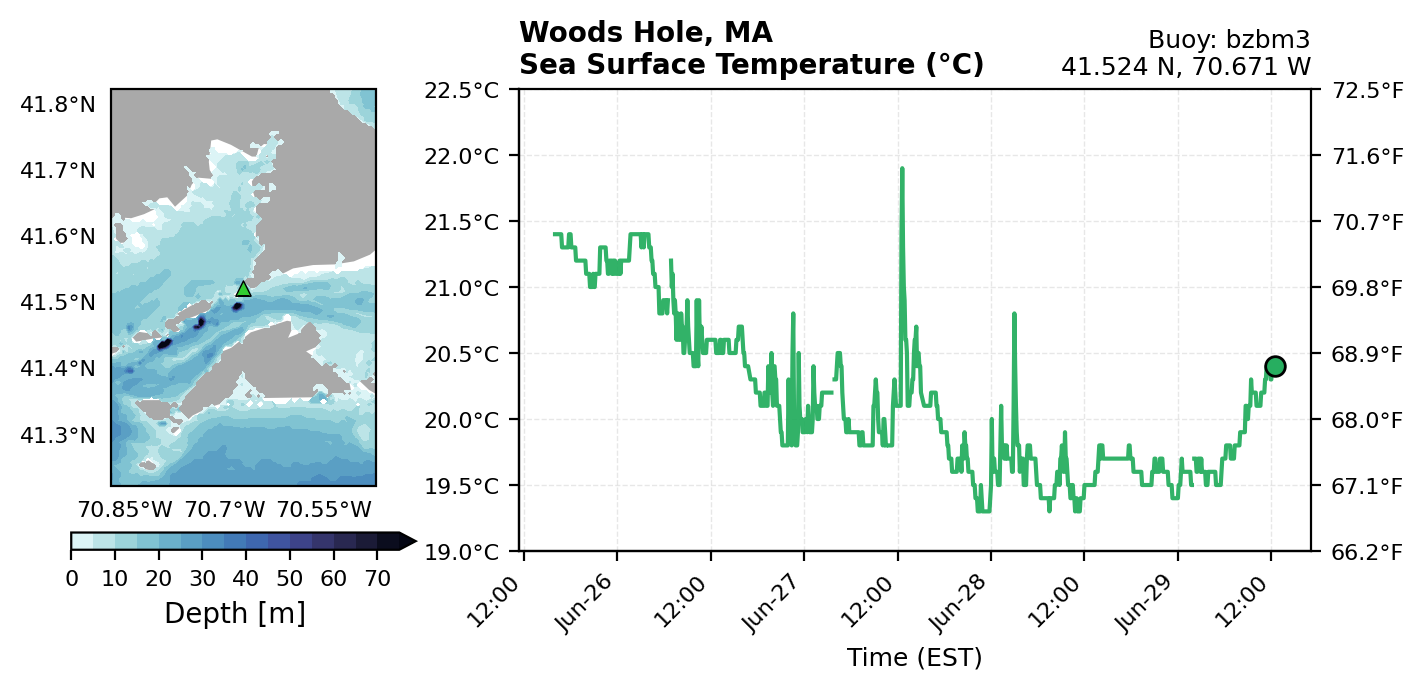 Woods Hole, MA
Sea Surface Temperature (°C)
Buoy: bzbm3
41.524 N, 70.671 W
41.8°N
41.7°N
41.6°N
41.5°N
41.4°N
41.3°N
70.85°W 70.7°W 70.55°W
0 10 20 30 40 50 60 70
Depth [m]
22.5°C
22.0°C
21.5°C
21.0°C
20.5°C
20.0°C
19.5°C
19.0°C
72.5°F
71.6°F
70.7°F
69.8°F
68.9°F
68.0°F
67.1°F
66.2°F
12:00 Jun-26 12:00 Jun-27 12:00 Jun-28 12:00 Jun-29 12:00
Time (EST)